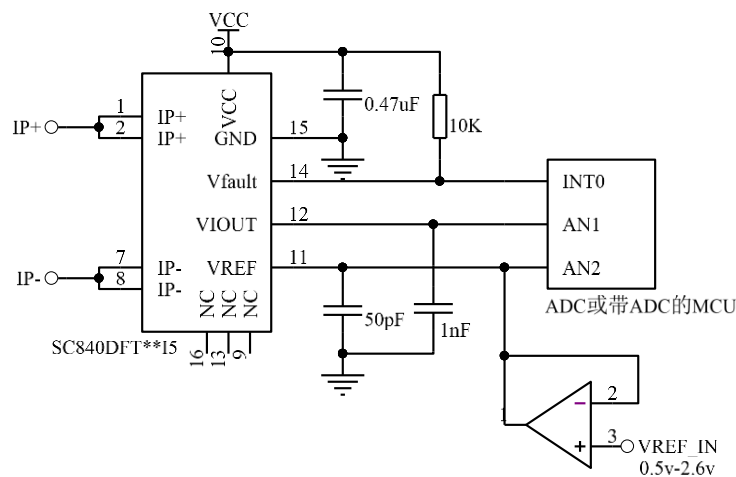 VCC
10
VCC
0.47uF
10K
1
IP+
IP+
2
IP+
GND
15
Vfault
14
INT0
VIOUT
12
AN1
7
IP-
VREF
11
AN2
IP-
8
IP-
NC
NC
NC
50pF
1nF
ADC或带ADC的MCU
SC840DFT**I5
16
13
9
2
1
3
VREF_IN
0.5v-2.6v